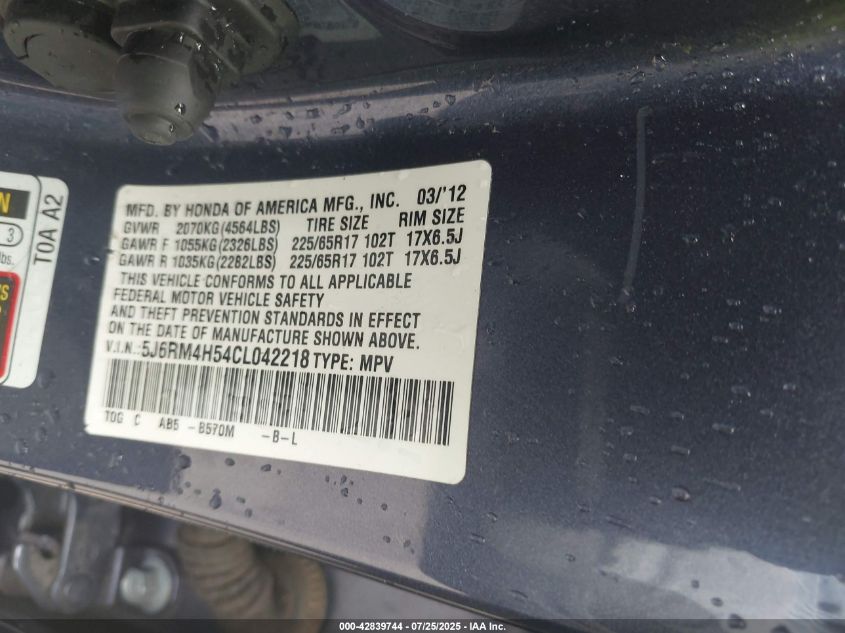 MFD. BY HONDA OF AMERICA MFG., INC. 03/'12
GVWR 2070KG(4564LBS) TIRE SIZE RIM SIZE
GAWR F 1055KG(2326LBS) 225/65R17 102T 17X6.5J
GAWR R 1035KG(2282LBS) 225/65R17 102T 17X6.5J
THIS VEHICLE CONFORMS TO ALL APPLICABLE
FEDERAL MOTOR VEHICLE SAFETY
AND THEFT PREVENTION STANDARDS IN EFFECT
ON THE DATE OF MANUFACTURE SHOWN ABOVE.
V.I.N.: 5J6RM4H54CL042218 TYPE: MPV
TOG C AB5 -B570M -B-L
T0A A2
3
lbs.
000-42839744 / 07/25/2025 - IAA Inc.